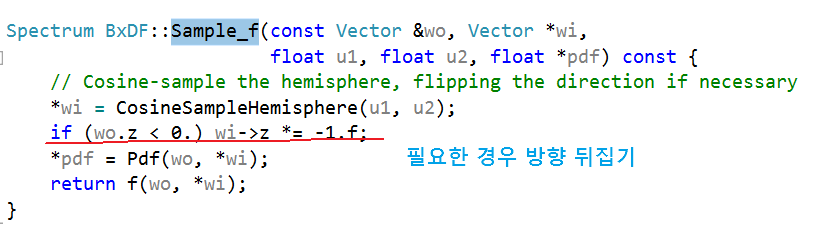 Spectrum BxDF::Sample_f(const Vector &wo, Vector *wi,
float u1, float u2, float *pdf) const {
// Cosine-sample the hemisphere, flipping the direction if necessary
*wi = CosineSampleHemisphere(u1, u2);
if (wo.z < 0.) wi->z *= -1.f;
*pdf = Pdf(wo, *wi);
필요한 경우 방향 뒤집기
return f(wo, *wi);
}